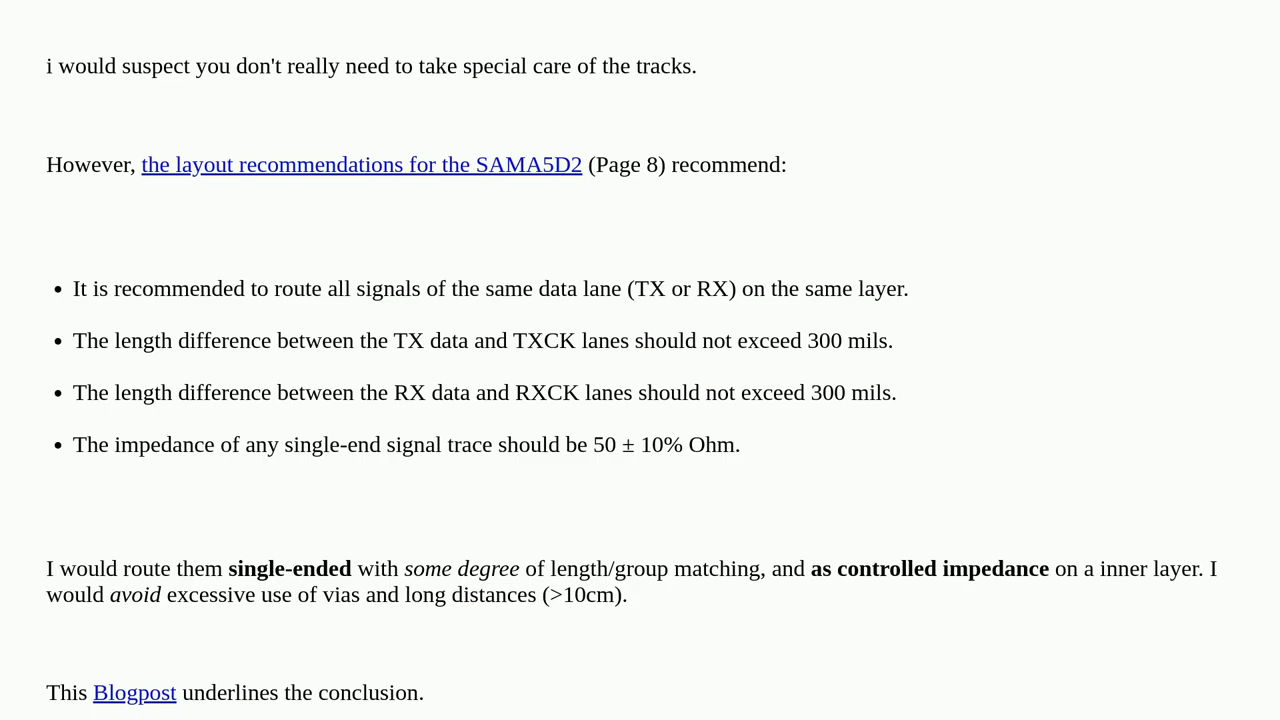 i would suspect you don't really need to take special care of the tracks.
However, the layout recommendations for the SAMA5D2 (Page 8) recommend:
• It is recommended to route all signals of the same data lane (TX or RX) on the same layer.
• The length difference between the TX data and TXCK lanes should not exceed 300 mils.
• The length difference between the RX data and RXCK lanes should not exceed 300 mils.
• The impedance of any single-end signal trace should be 50 ± 10% Ohm.
I would route them single-ended with some degree of length/group matching, and as controlled impedance on a inner layer. I
would avoid excessive use of vias and long distances (>10cm).
This Blogpost underlines the conclusion.